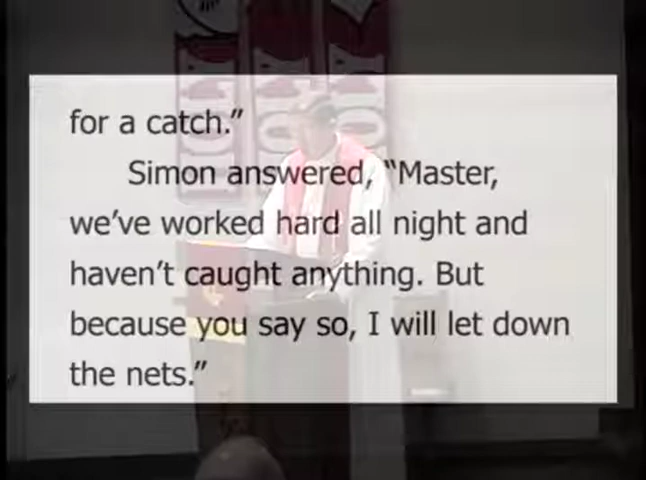 for a catch.”
Simon answered, “Master,
we’ve worked hard all night and
haven’t caught anything. But
because you say so, I will let down
the nets.”